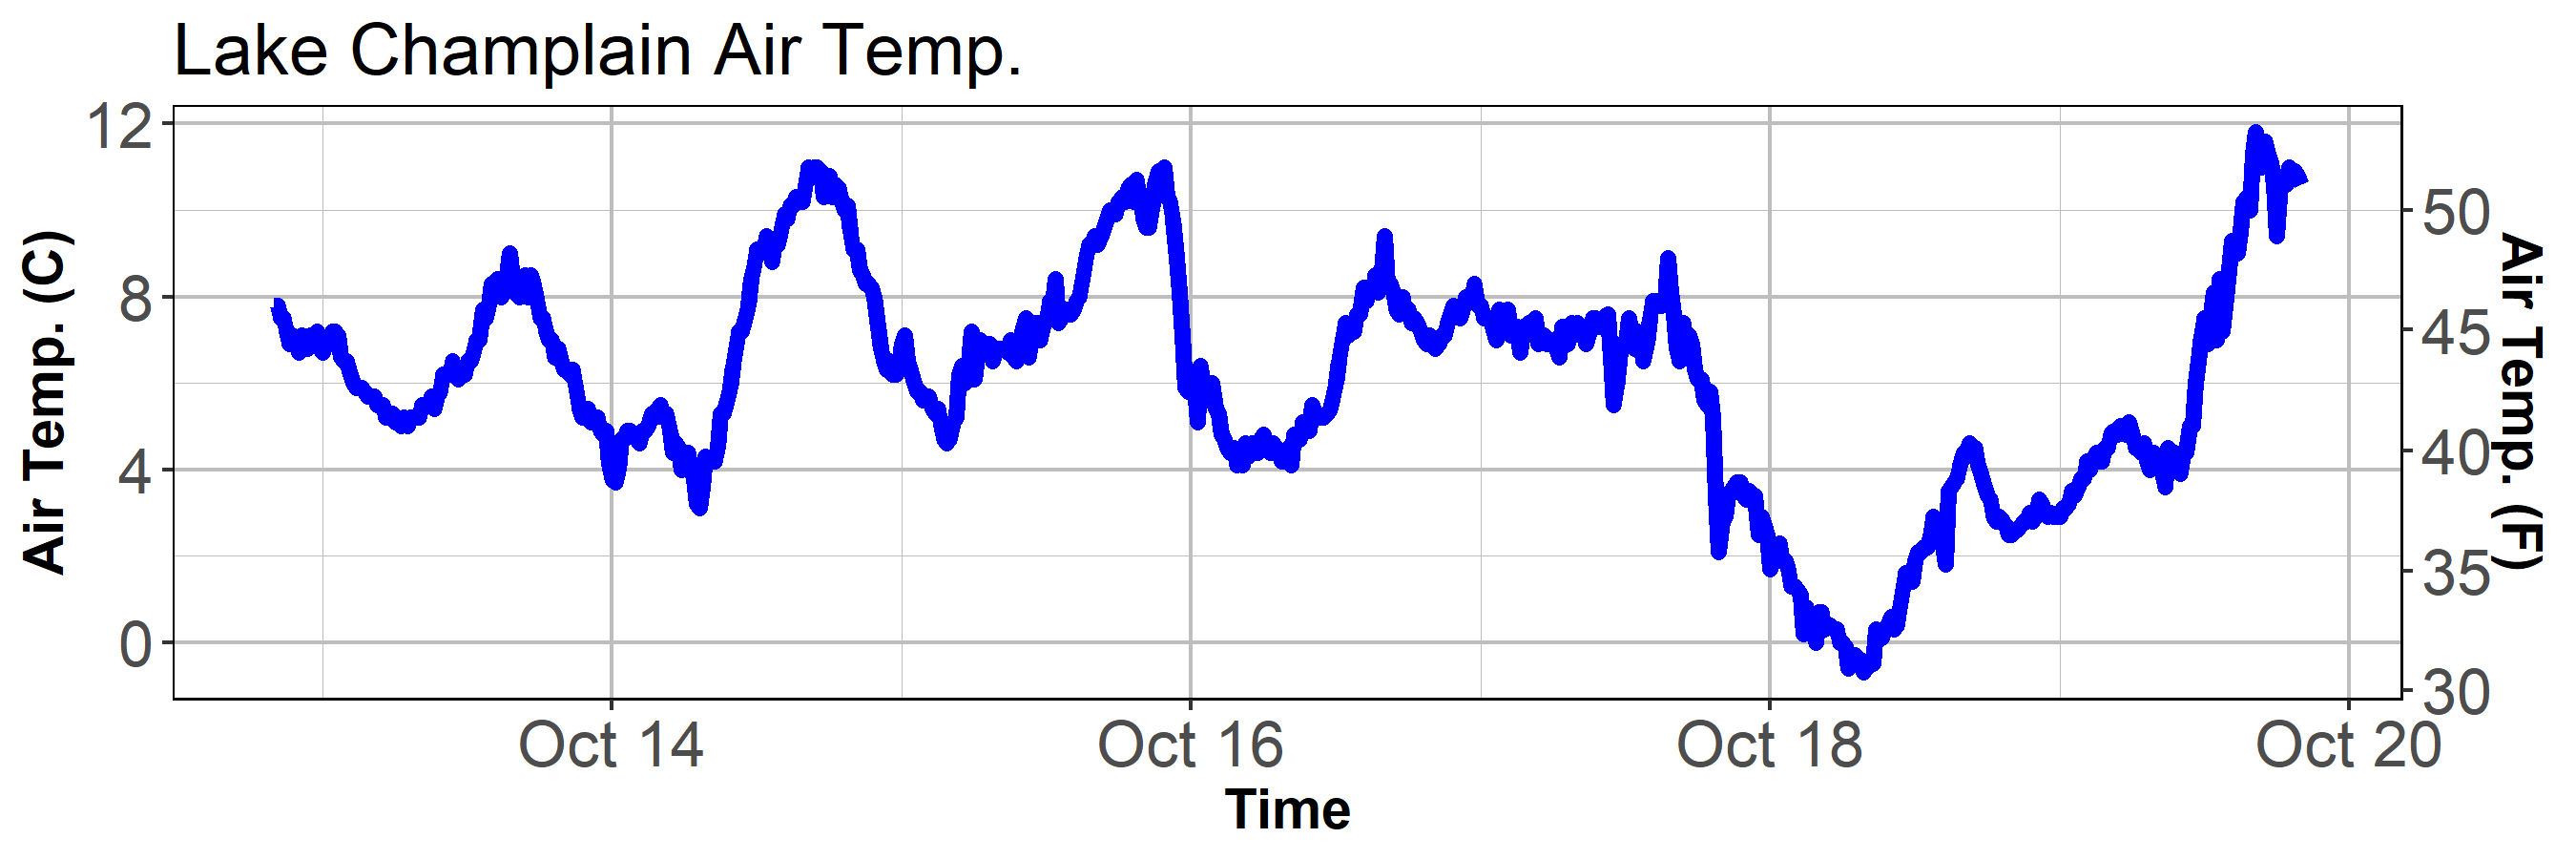 Lake Champlain Air Temp.
Air Temp. (C)
12
8
4
0
50
45
40
35
30
Air Temp. (F)
Oct 14
Oct 16
Oct 18
Oct 20
Time